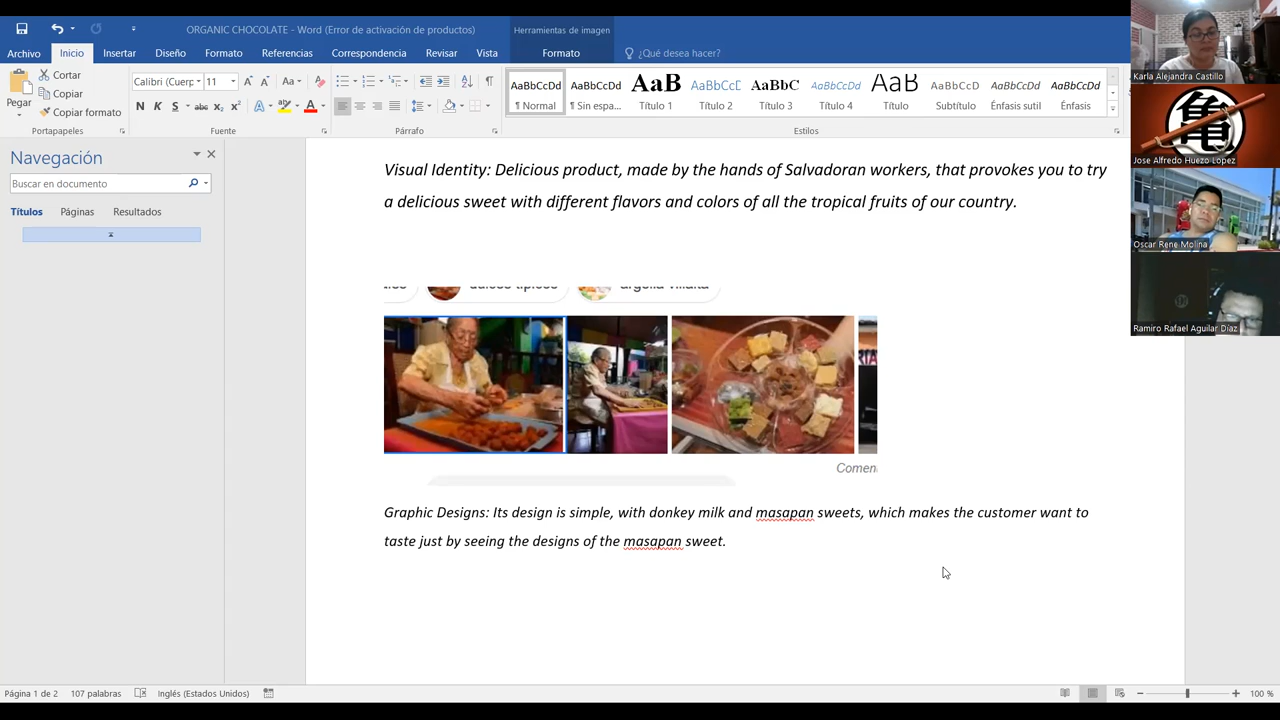 ORGANIC CHOCOLATE - Word (Error de activación de productos)
Herramientas de imagen
Archivo Inicio Insertar Diseño Formato Referencias Correspondencia Revisar Vista Formato ¿Qué desea hacer?
Pegar
Cortar
Copiar
Copiar formato
Portapapeles
Calibri (Cuerp 11
Fuente
Párrafo
AaBbCcDd AaBbCcDd AaB AaBbCcC AaBbC AaBbCcDd AaB AaBbCcD AaBbCcDd AaBbCcDd
¶ Normal ¶ Sin espa... Título 1 Título 2 Título 3 Título 4 Título Subtítulo Énfasis sutil Énfasis
Estilos
Navegación
Buscar en documento
Títulos Páginas Resultados
Visual Identity: Delicious product, made by the hands of Salvadoran workers, that provokes you to try
a delicious sweet with different flavors and colors of all the tropical fruits of our country.
dulces típicos
Comen
Graphic Designs: Its design is simple, with donkey milk and masapan sweets, which makes the customer want to
taste just by seeing the designs of the masapan sweet.
Karla Alejandra Castillo
亀
Jose Alfredo Huezo Lopez
Oscar Rene Molina
Ramiro Rafael Aguilar Díaz
Página 1 de 2 107 palabras Inglés (Estados Unidos) 100 %